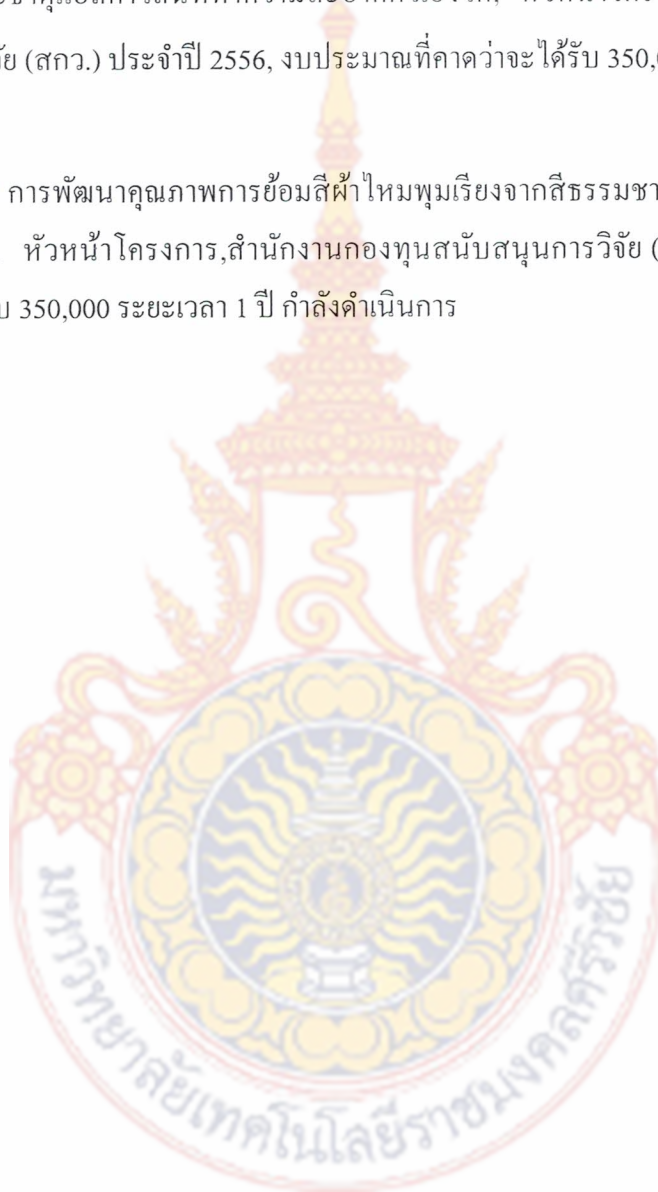 ัย (สกว.) ประจำปี 2556, งบประมาณที่คาดว่าจะได้รับ 350,
การพัฒนาคุณภาพการย้อมสีผ้าไหมพุมเรียงจากสีธรรมชา
หัวหน้าโครงการ,สำนักงานกองทุนสนับสนุนการวิจัย (
บ 350,000 ระยะเวลา 1 ปี กำลังดำเนินการ
มหาวิทยาลัยเทคโนโลยีราชมงคลศรีวิชัย